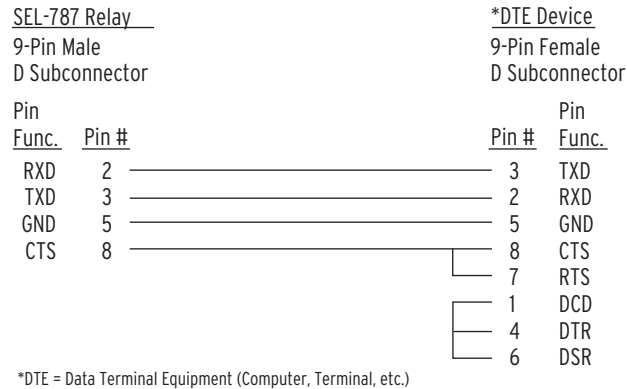 SEL-787 Relay *DTE Device
9-Pin Male 9-Pin Female
D Subconnector D Subconnector
Pin Pin
Func. Pin # Pin # Func.
RXD 2 3 TXD
TXD 3 2 RXD
GND 5 5 GND
CTS 8 8 CTS
7 RTS
1 DCD
4 DTR
6 DSR
*DTE = Data Terminal Equipment (Computer, Terminal, etc.)